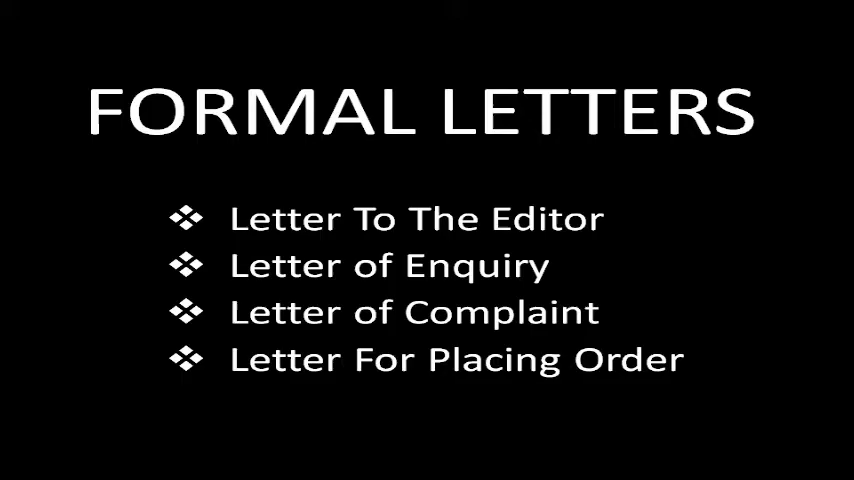 FORMAL LETTERS
❖ Letter To The Editor
❖ Letter of Enquiry
❖ Letter of Complaint
❖ Letter For Placing Order